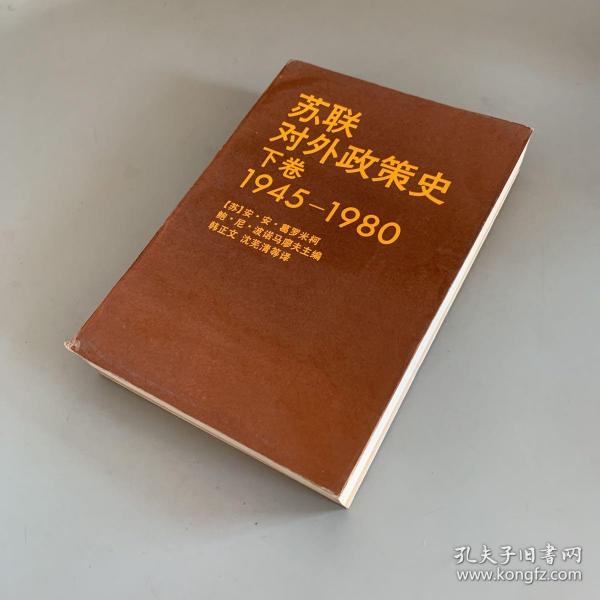 苏联
对外政策史
下卷
1945-1980
【苏】安·安·葛罗米柯
鲍·尼·波诺马廖夫主编
韩正文 沈芜清等译
孔夫子旧書网
www.kongfz.com